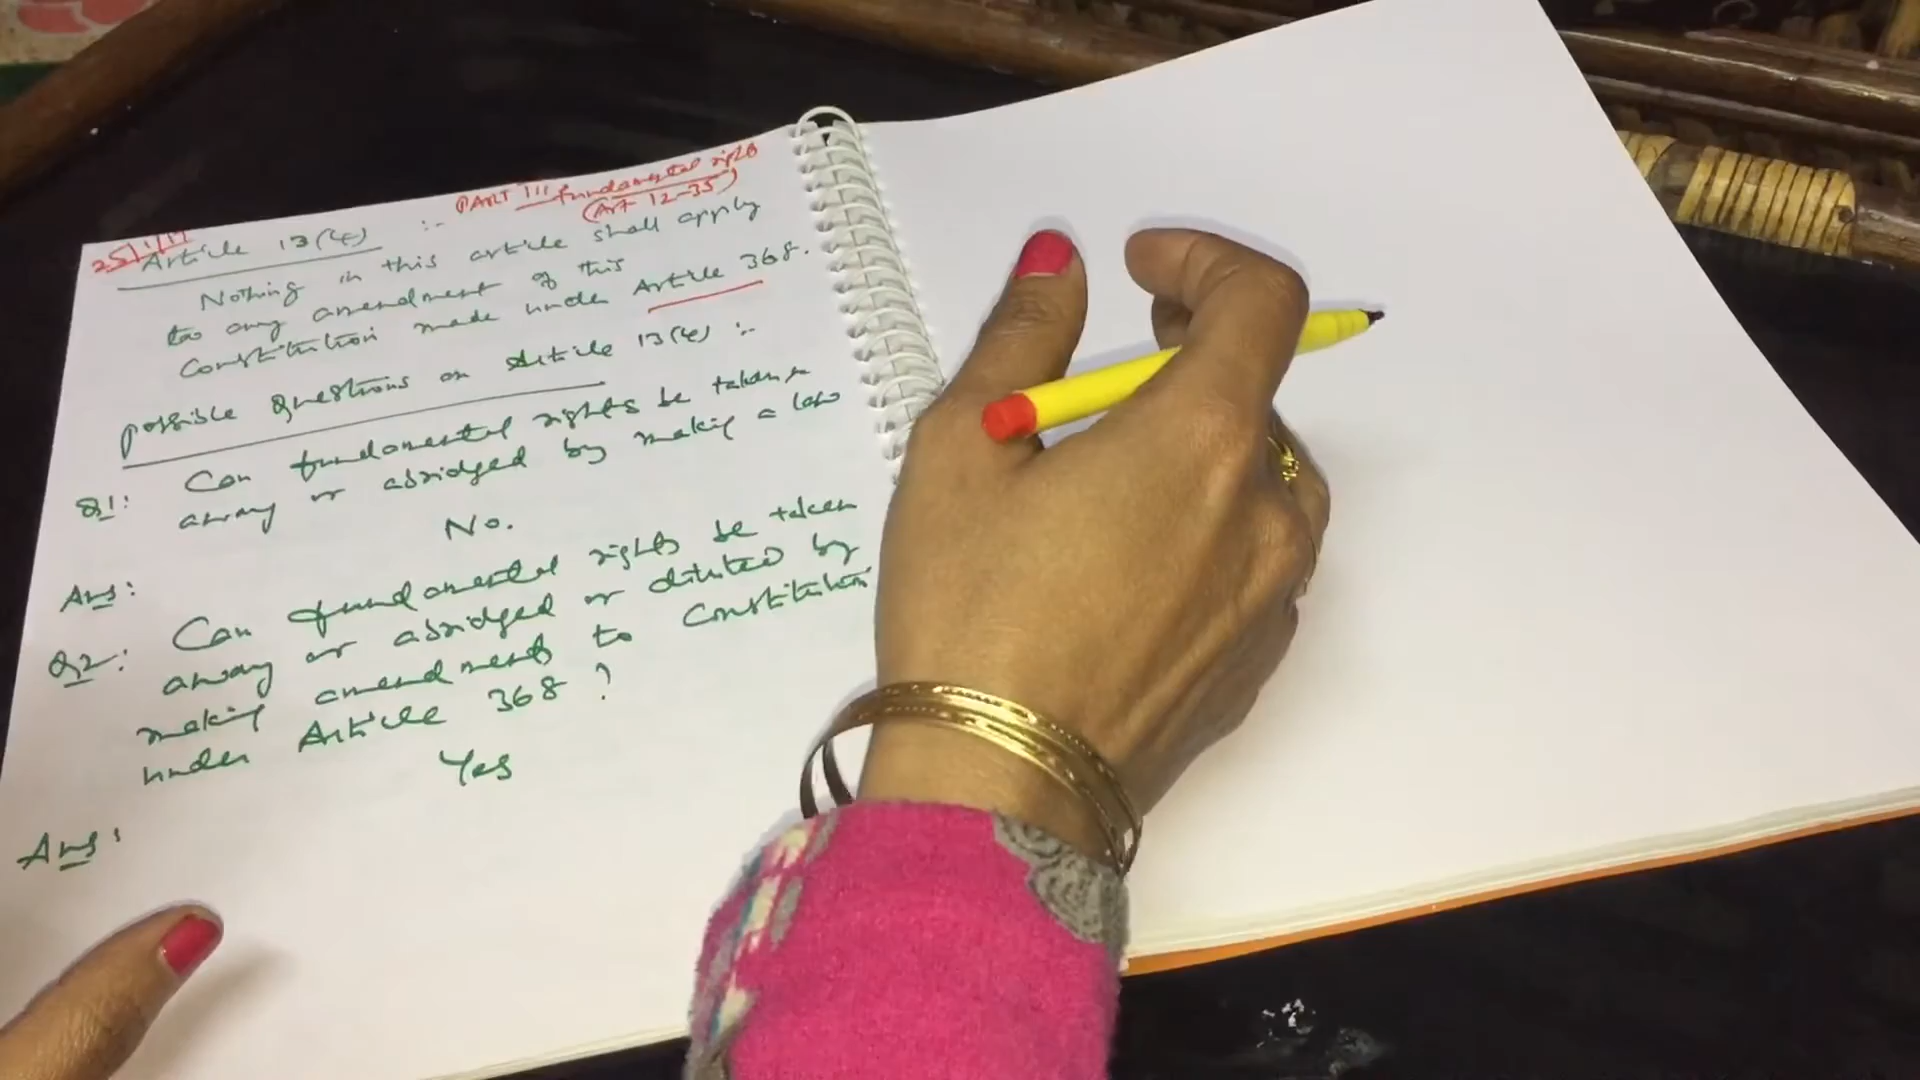 PART III fundamental rights
(Art 12-35)
25/1/17
Article 13(4) :-
Nothing in this article shall apply
to any amendment of this
Constitution made under Article 368.
possible Questions on Article 13(4) :-
Q1: Can fundamental rights be taken
away or abridged by making a law
Ans: No.
Q2: Can fundamental rights be taken
away or abridged or diluted by
making amendments to Constitution
under Article 368 ?
Ans: Yes